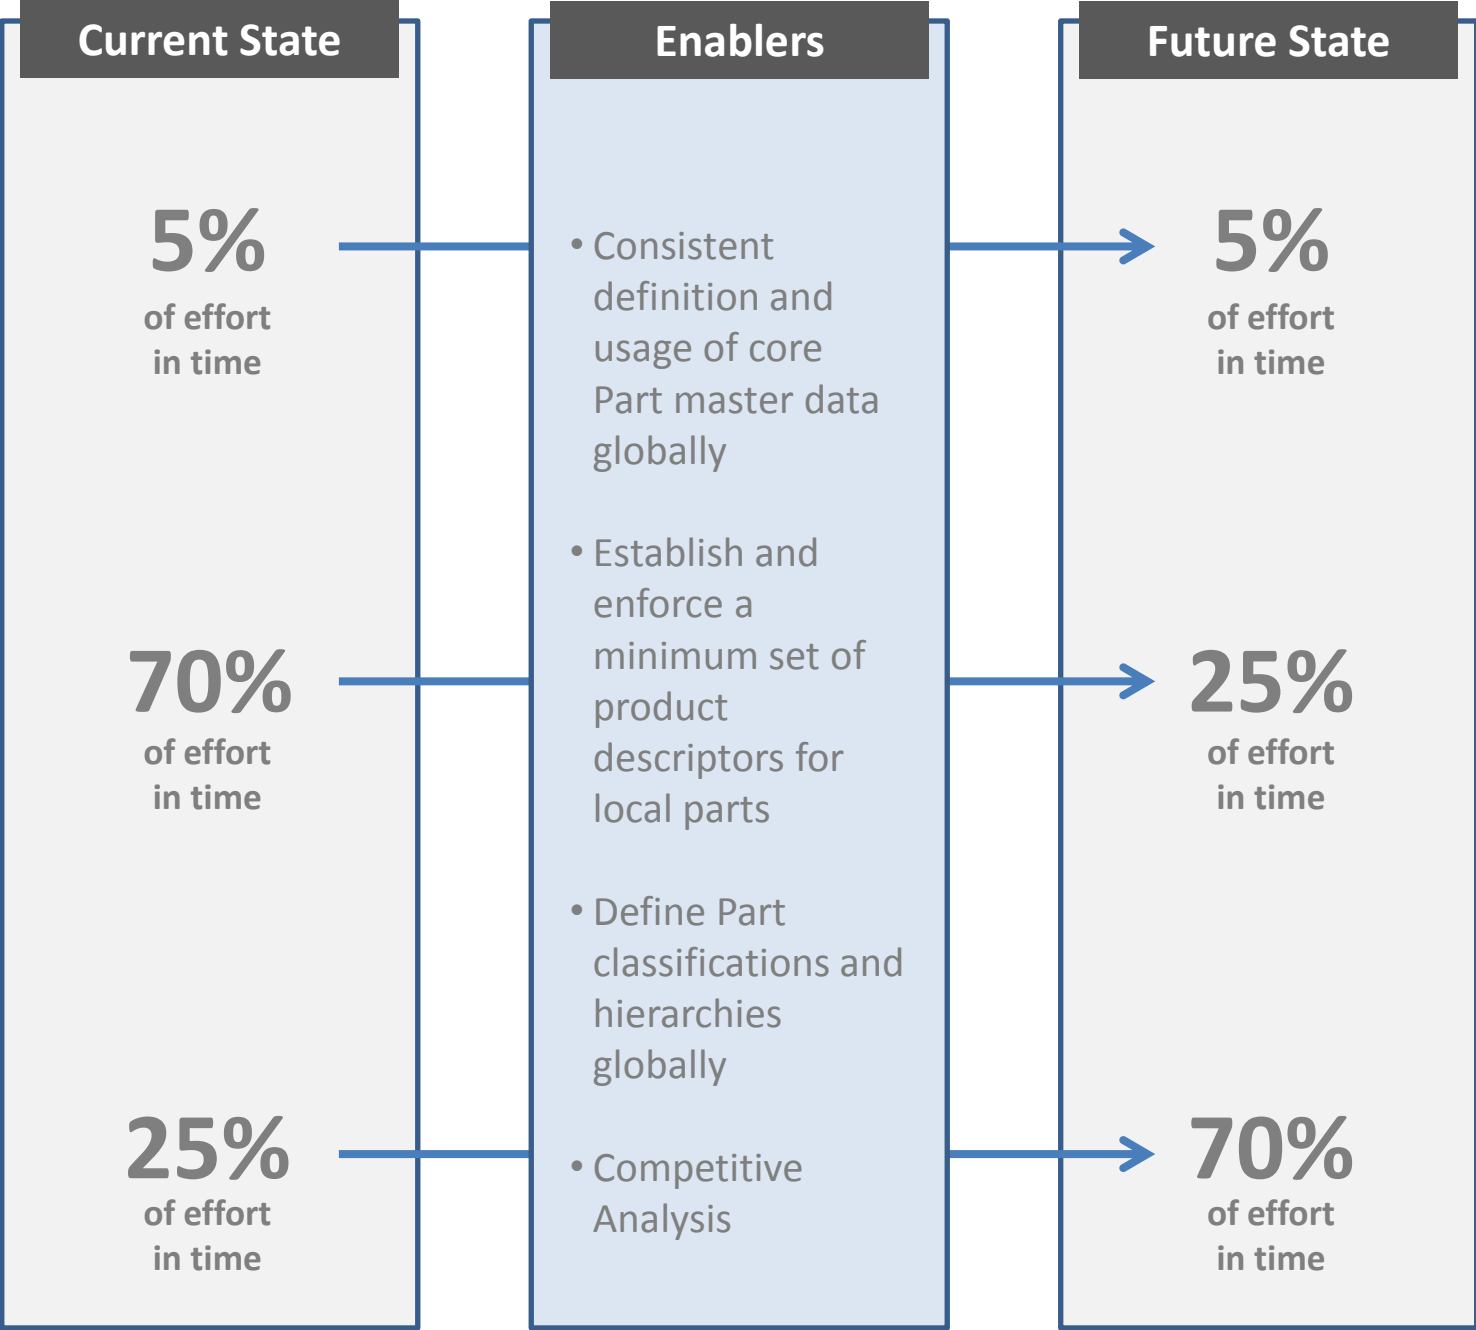 Current State
5%
of effort
in time
70%
of effort
in time
25%
of effort
in time
Enablers
• Consistent
definition and
usage of core
Part master data
globally
• Establish and
enforce a
minimum set of
product
descriptors for
local parts
• Define Part
classifications and
hierarchies
globally
• Competitive
Analysis
Future State
5%
of effort
in time
25%
of effort
in time
70%
of effort
in time